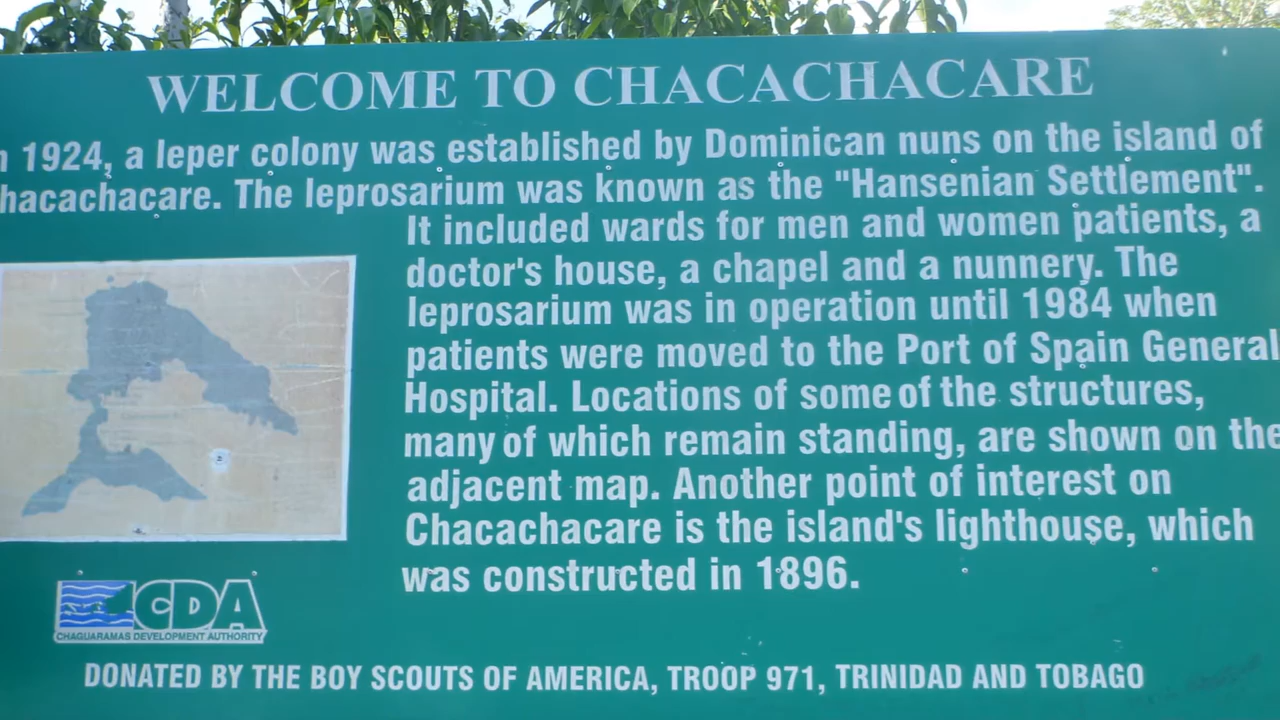 WELCOME TO CHACACHACARE
n 1924, a leper colony was established by Dominican nuns on the island of
hacachacare. The leprosarium was known as the "Hansenian Settlement".
It included wards for men and women patients, a
doctor's house, a chapel and a nunnery. The
leprosarium was in operation until 1984 when
patients were moved to the Port of Spain General
Hospital. Locations of some of the structures,
many of which remain standing, are shown on the
adjacent map. Another point of interest on
Chacachacare is the island's lighthouse, which
was constructed in 1896.
CDA
CHAGUARAMAS DEVELOPMENT AUTHORITY
DONATED BY THE BOY SCOUTS OF AMERICA, TROOP 971, TRINIDAD AND TOBAGO